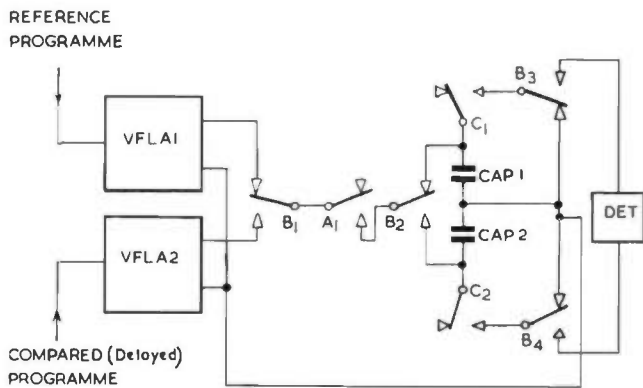 REFERENCE
PROGRAMME
VFLA1
VFLA2
COMPARED (Delayed)
PROGRAMME
B1
A1
B2
C1
CAP 1
CAP 2
C2
B3
B4
DET